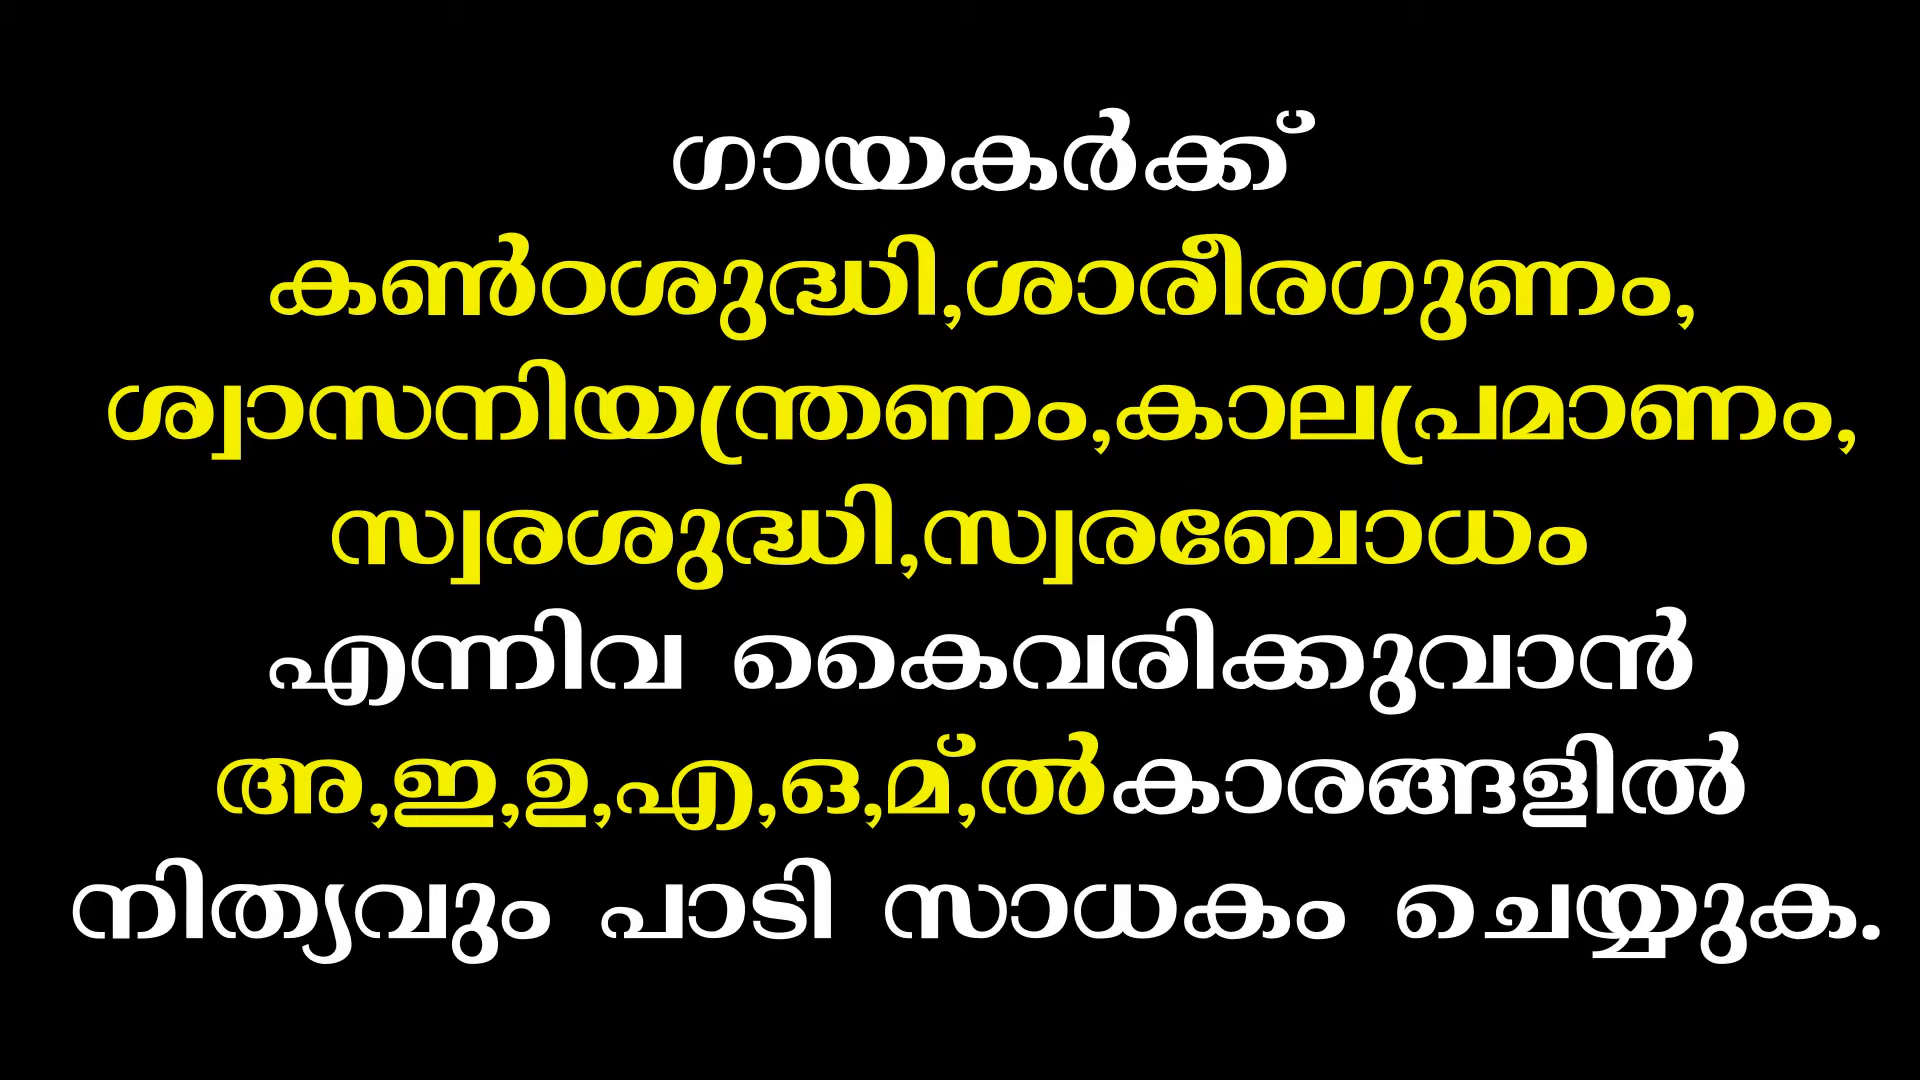 ഗായകർക്ക്
കൺഠശുദ്ധി,ശാരീരഗുണം,
ശ്വാസനിയന്ത്രണം,കാലപ്രമാണം,
സ്വരശുദ്ധി,സ്വരബോധം
എന്നിവ കൈവരിക്കുവാൻ
അ,ഇ,ഉ,എ,ഒ,മ്,ൽകാരങ്ങളിൽ
നിത്യവും പാടി സാധകം ചെയ്യുക.